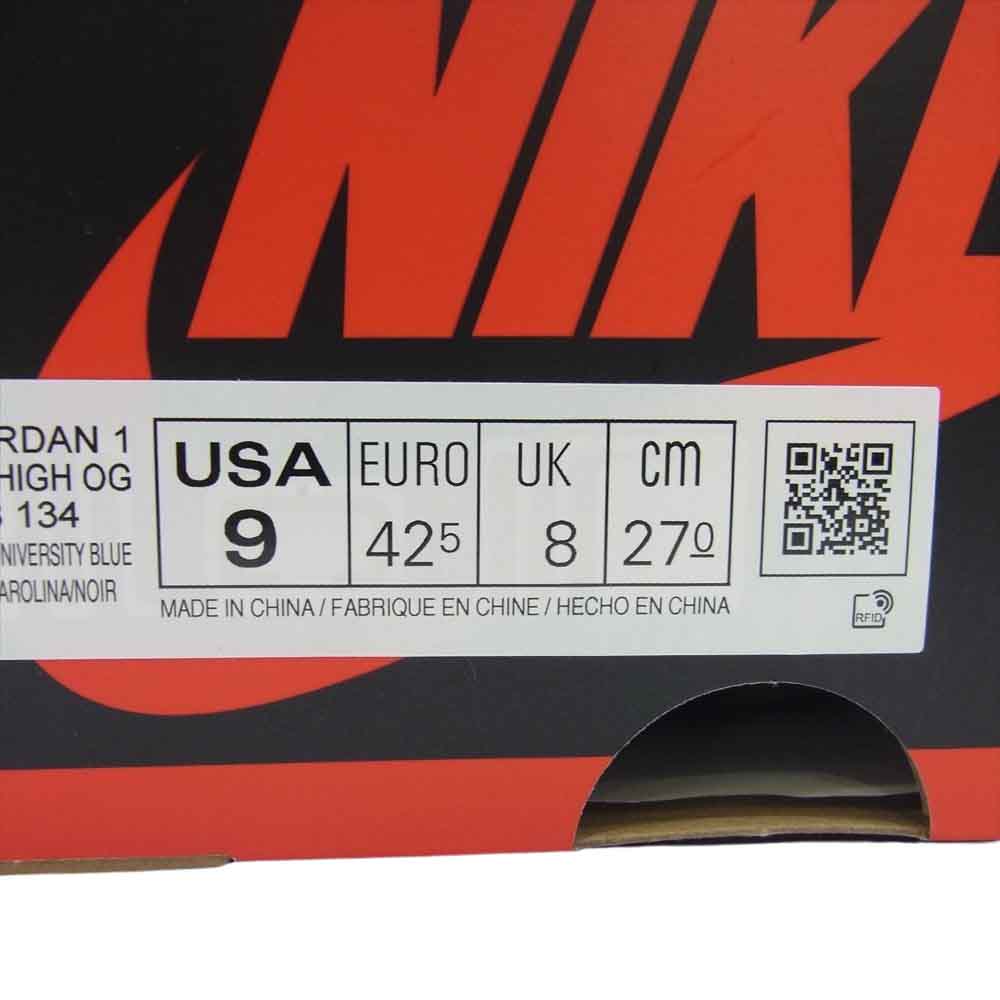 NIKE
RDAN 1
HIGH OG
134
NIVERSITY BLUE
AROLINA/NOIR
USA EURO UK cm
9 42 5 8 27 0
MADE IN CHINA / FABRIQUE EN CHINE / HECHO EN CHINA
RFID